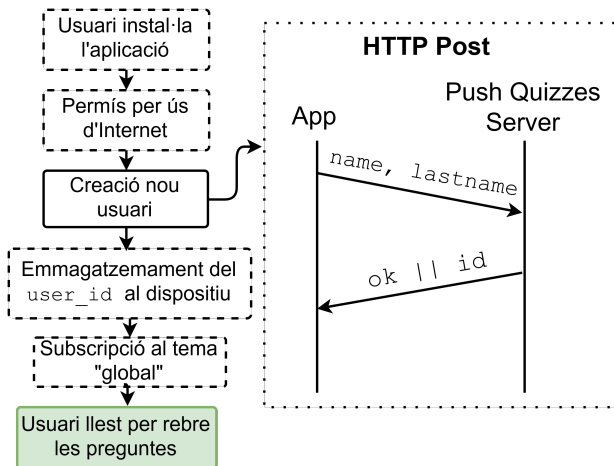 Usuari instal·la
l'aplicació
Permís per ús
d'Internet
Creació nou
usuari
Emmagatzemament del
user_id al dispositiu
Subscripció al tema
"global"
Usuari llest per rebre
les preguntes
HTTP Post
App
Push Quizzes
Server
name, lastname
ok || id